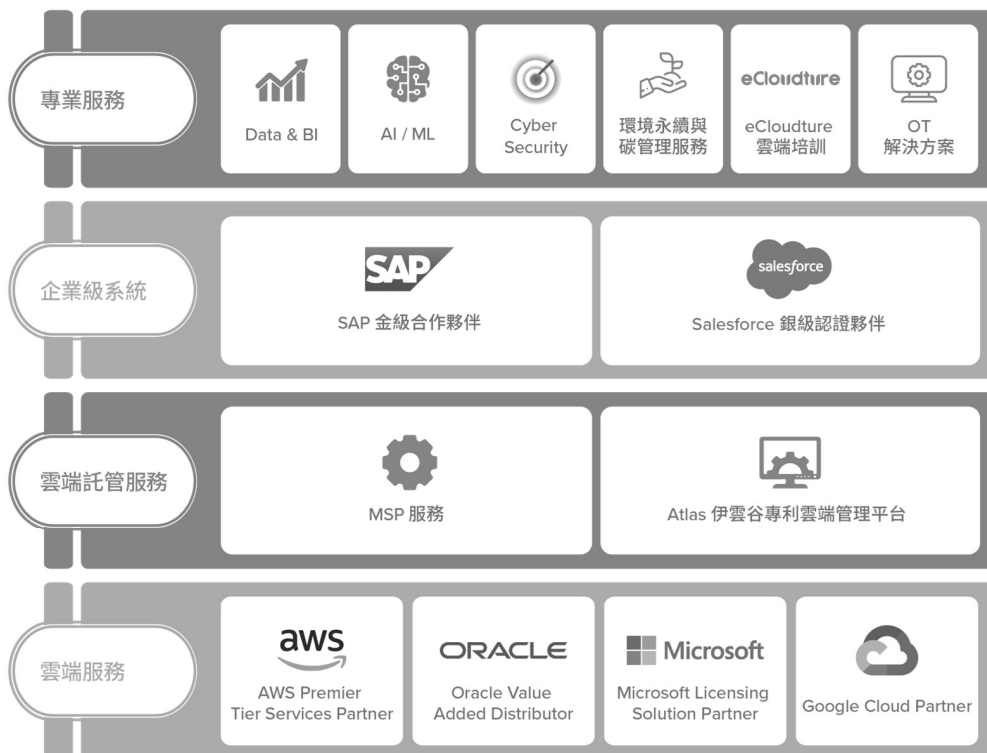 專業服務
Data & BI
AI / ML
Cyber
Security
環境永續與
碳管理服務
eCloudture
eCloudture
雲端培訓
OT
解決方案
企業級系統
SAP
SAP 金級合作夥伴
salesforce
Salesforce 銀級認證夥伴
雲端託管服務
MSP 服務
Atlas 伊雲谷專利雲端管理平台
雲端服務
aws
AWS Premier
Tier Services Partner
ORACLE
Oracle Value
Added Distributor
Microsoft
Microsoft Licensing
Solution Partner
Google Cloud Partner